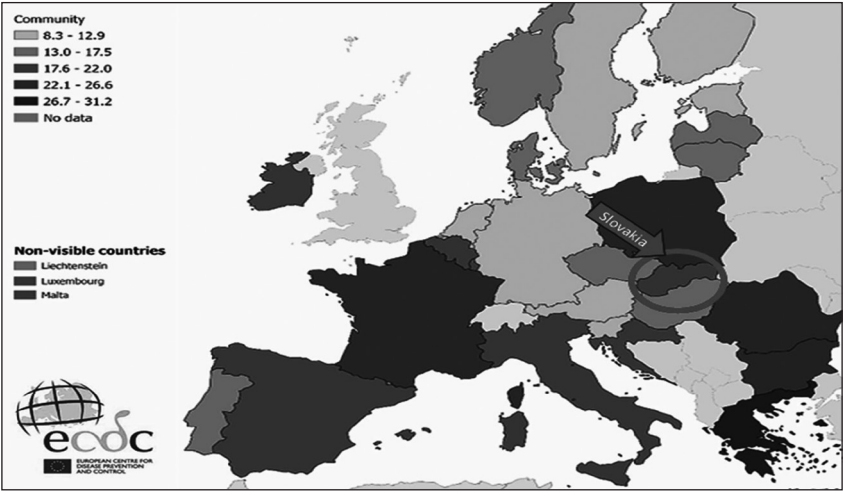 Community
8.3 - 12.9
13.0 - 17.5
17.6 - 22.0
22.1 - 26.6
26.7 - 31.2
No data
Slovakia
Non-visible countries
Liechtenstein
Luxembourg
Malta
ecdc
EUROPEAN CENTRE FOR
DISEASE PREVENTION
AND CONTROL